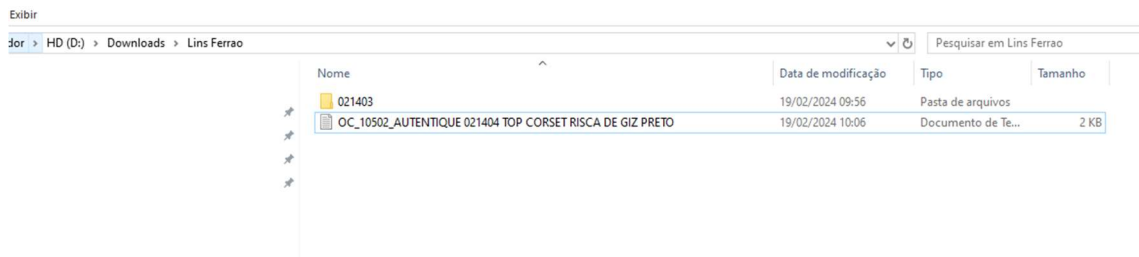 Exibir
dor > HD (D:) > Downloads > Lins Ferrao Pesquisar em Lins Ferrao
Nome Data de modificação Tipo Tamanho
021403 19/02/2024 09:56 Pasta de arquivos
OC_10502_AUTENTIQUE 021404 TOP CORSET RISCA DE GIZ PRETO 19/02/2024 10:06 Documento de Te... 2 KB